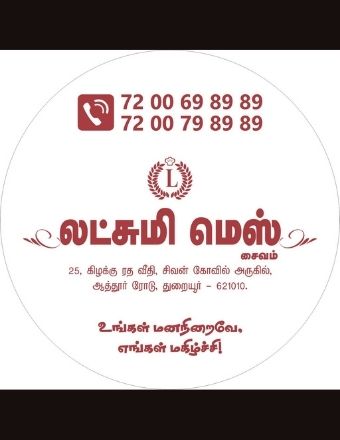 72 00 69 89 89
72 00 79 89 89
L
லட்சுமி மெஸ்
சைவம்
25, கிழக்கு ரத வீதி, சிவன் கோவில் அருகில்,
ஆத்தூர் ரோடு, துறையூர் - 621010.
உங்கள் மனநிறைவே,
எங்கள் மகிழ்ச்சி!